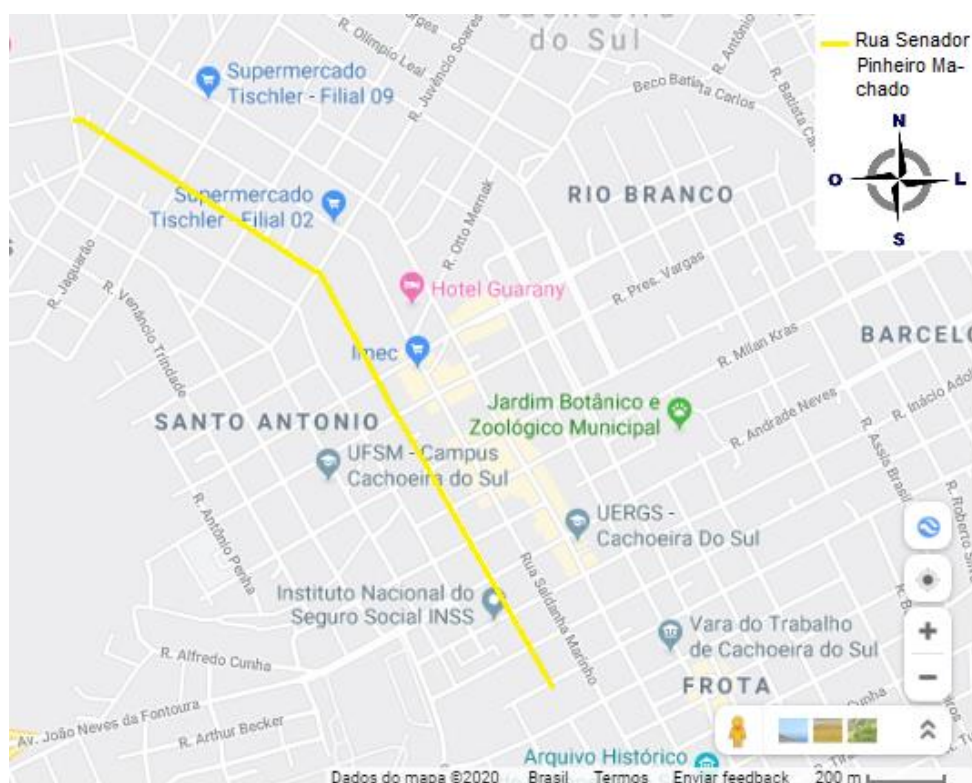 do Sul
R. Olimpio Leal
R. Juvêncio Soares
R. Antônio
Beco Batista Carlos
R. Batista Car
Supermercado
Tischler - Filial 09
Rua Senador
Pinheiro Ma-
chado
N
O
L
S
Supermercado
Tischler - Filial 02
R. Otto Mernak
RIO BRANCO
R. Jaguarão
R. Venâncio Trindade
Hotel Guarany
R. Pres. Vargas
Imec
R. Milan Kras
BARCELO
SANTO ANTONIO
Jardim Botânico e
Zoológico Municipal
R. Andrade Neves
R. Inácio Adol
R. Assis Brasil
UFSM - Campus
Cachoeira do Sul
UERGS -
Cachoeira Do Sul
R. Antônio Penha
Rua Saldanha Marinho
Instituto Nacional do
Seguro Social INSS
Vara do Trabalho
de Cachoeira do Sul
R. Alfredo Cunha
FROTA
Cunha
Av. João Neves da Fontoura
R. Arthur Becker
Arquivo Histórico
Dados do mapa ©2020 Brasil Termos Enviar feedback 200 m